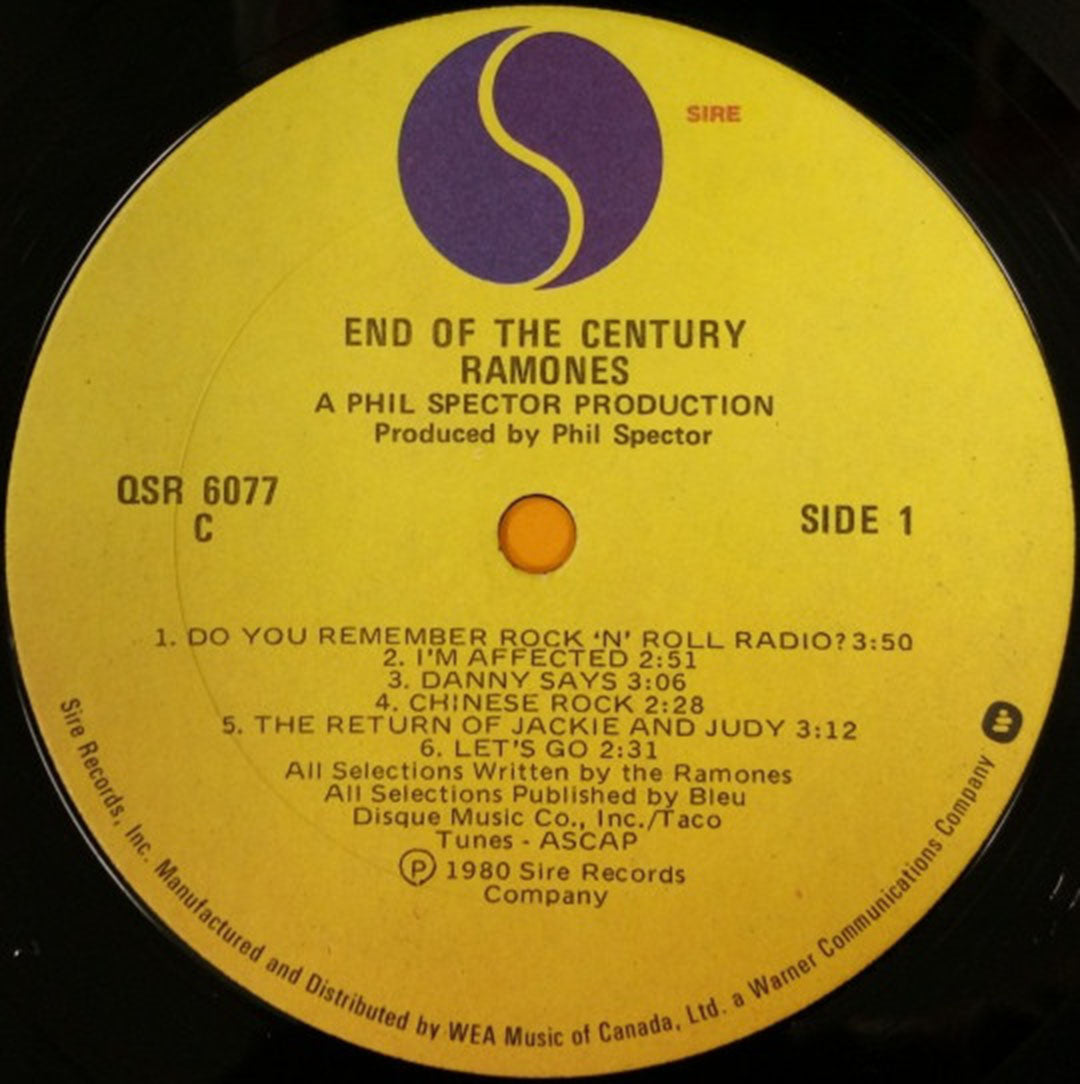 SIRE
END OF THE CENTURY
RAMONES
A PHIL SPECTOR PRODUCTION
Produced by Phil Spector
QSR 6077
C
SIDE 1
1. DO YOU REMEMBER ROCK 'N' ROLL RADIO? 3:50
2. I'M AFFECTED 2:51
3. DANNY SAYS 3:06
4. CHINESE ROCK 2:28
5. THE RETURN OF JACKIE AND JUDY 3:12
6. LET'S GO 2:31
All Selections Written by the Ramones
All Selections Published by Bleu
Disque Music Co., Inc./Taco
Tunes - ASCAP
Ⓟ 1980 Sire Records
Company
Sire Records, Inc. Manufactured and Distributed by WEA Music of Canada, Ltd. a Warner Communications Company